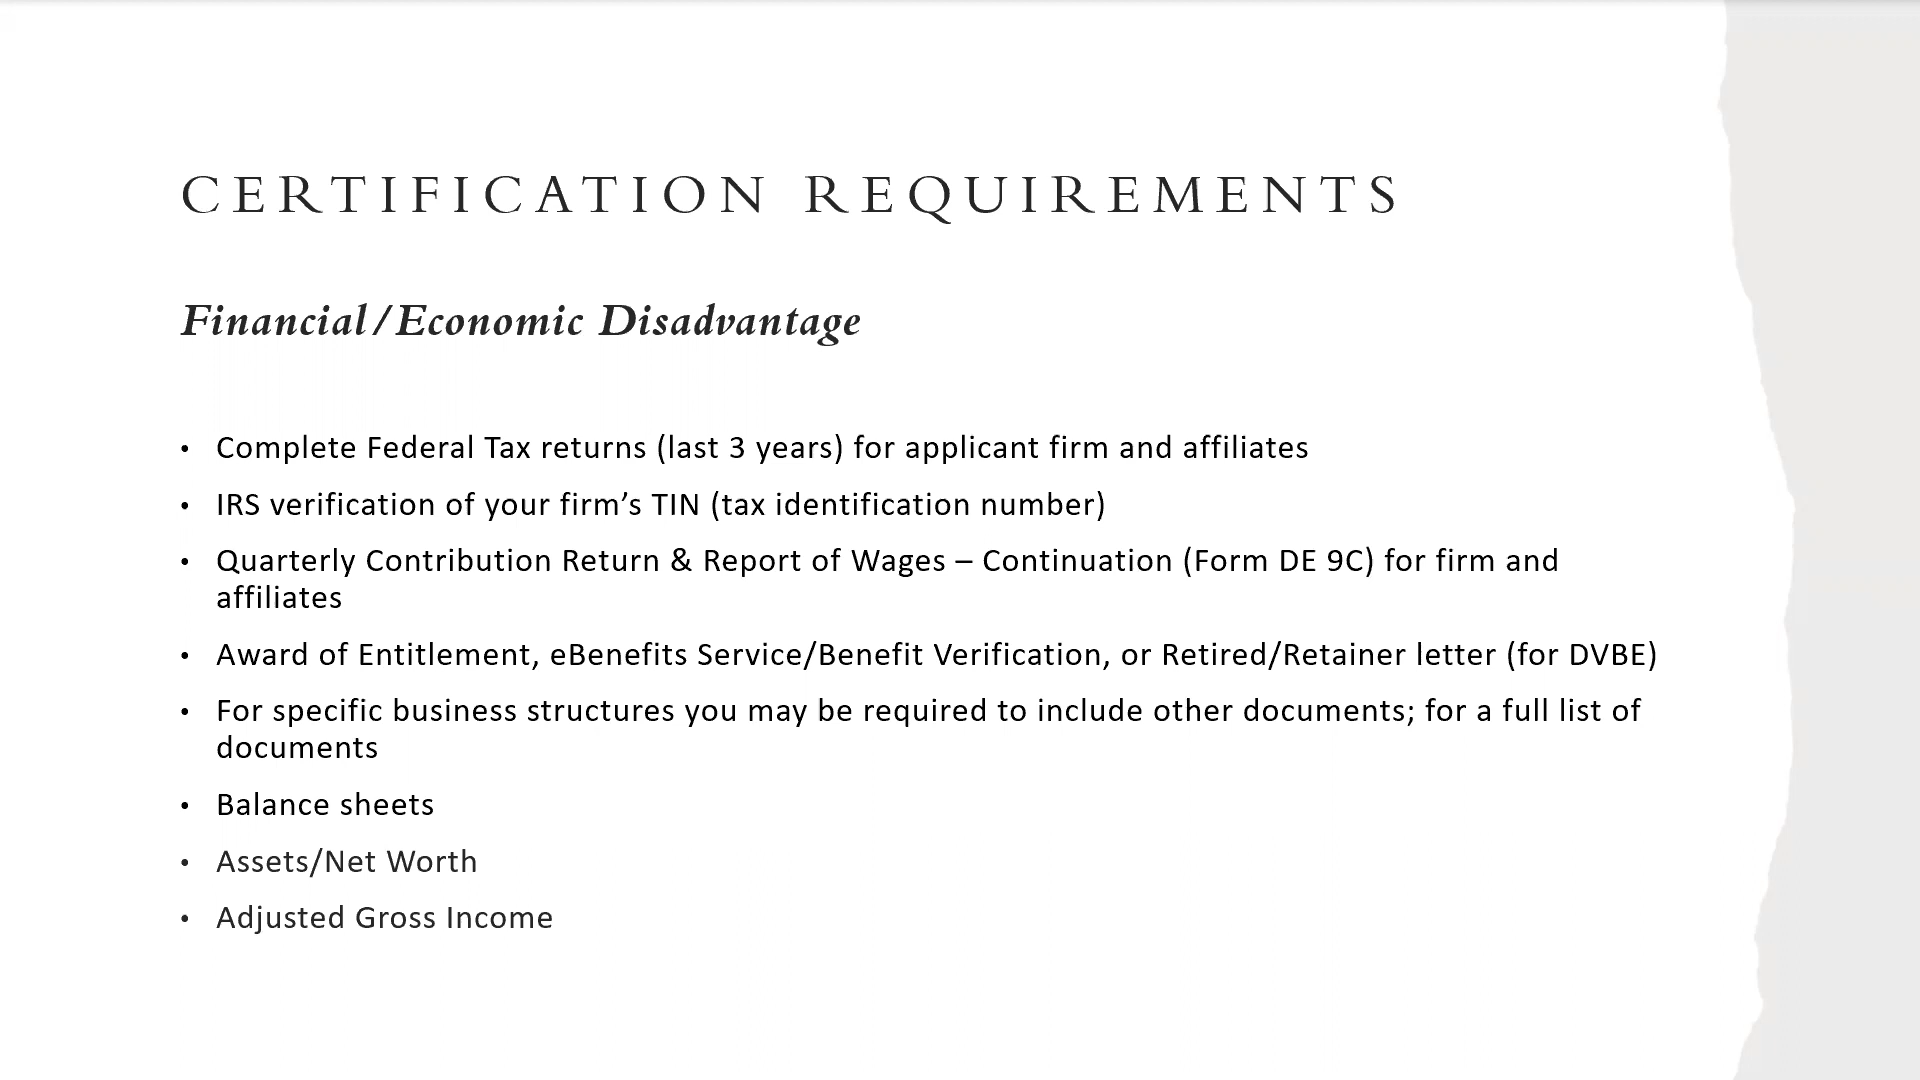 CERTIFICATION REQUIREMENTS
Financial/Economic Disadvantage
• Complete Federal Tax returns (last 3 years) for applicant firm and affiliates
• IRS verification of your firm’s TIN (tax identification number)
• Quarterly Contribution Return & Report of Wages – Continuation (Form DE 9C) for firm and
affiliates
• Award of Entitlement, eBenefits Service/Benefit Verification, or Retired/Retainer letter (for DVBE)
• For specific business structures you may be required to include other documents; for a full list of
documents
• Balance sheets
• Assets/Net Worth
• Adjusted Gross Income